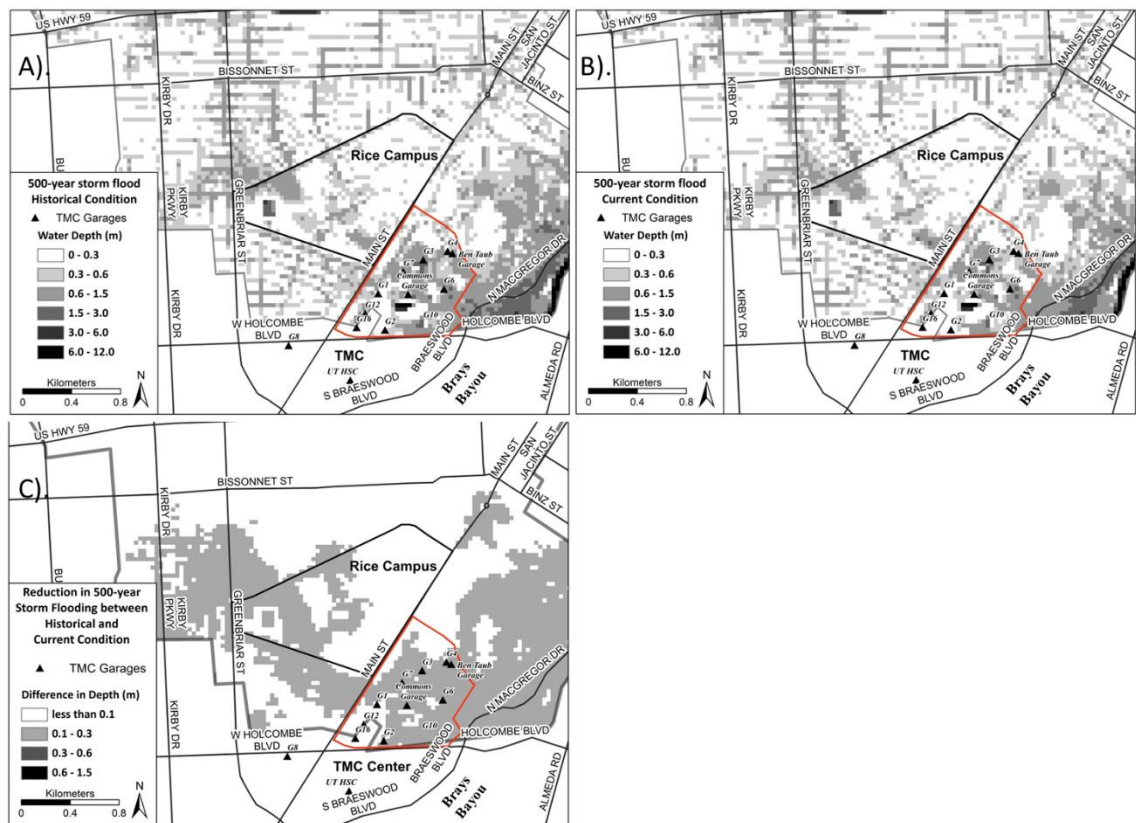 A).
US HWY 59
BISSONNET ST
MAIN ST
SAN JACINTO ST
BINZ ST
KIRBY DR
KIRBY PKWY
GREENBRIAR ST
Rice Campus
MAIN ST
500-year storm flood
Historical Condition
TMC Garages
Water Depth (m)
0 - 0.3
0.3 - 0.6
0.6 - 1.5
1.5 - 3.0
3.0 - 6.0
6.0 - 12.0
Kilometers
0 0.4 0.8
N
KIRBY DR
G4
G3
Ben Taub
Garage
G7
Commons
Garage
G1
G6
G12
G10
G16
G2
G8
N MACGREGOR DR
HOLCOMBE BLVD
W HOLCOMBE
BLVD
BRAESWOOD
BLVD
TMC
UT HSC
S BRAESWOOD
BLVD
Brays
Bayou
ALMEDA RD
B).
US HWY 59
BISSONNET ST
MAIN ST
SAN JACINTO ST
BINZ ST
KIRBY DR
KIRBY PKWY
GREENBRIAR ST
Rice Campus
MAIN ST
500-year storm flood
Current Condition
TMC Garages
Water Depth (m)
0 - 0.3
0.3 - 0.6
0.6 - 1.5
1.5 - 3.0
3.0 - 6.0
6.0 - 12.0
Kilometers
0 0.4 0.8
N
KIRBY DR
G4
G3
Ben Taub
Garage
G7
Commons
Garage
G1
G6
G12
G10
G16
G2
G8
N MACGREGOR DR
HOLCOMBE BLVD
W HOLCOMBE
BLVD
BRAESWOOD
BLVD
TMC
UT HSC
S BRAESWOOD
BLVD
Brays
Bayou
ALMEDA RD
C).
US HWY 59
BISSONNET ST
MAIN ST
SAN JACINTO ST
BINZ ST
KIRBY DR
KIRBY PKWY
GREENBRIAR ST
Rice Campus
MAIN ST
Reduction in 500-year
Storm Flooding between
Historical and
Current Condition
TMC Garages
Difference in Depth (m)
less than 0.1
0.1 - 0.3
0.3 - 0.6
0.6 - 1.5
Kilometers
0 0.4 0.8
N
KIRBY DR
G4
G3
Ben Taub
Garage
G7
Commons
Garage
G1
G6
G12
G10
G16
G2
G8
N MACGREGOR DR
HOLCOMBE BLVD
W HOLCOMBE
BLVD
BRAESWOOD
BLVD
TMC Center
UT HSC
S BRAESWOOD
BLVD
Brays
Bayou
ALMEDA RD